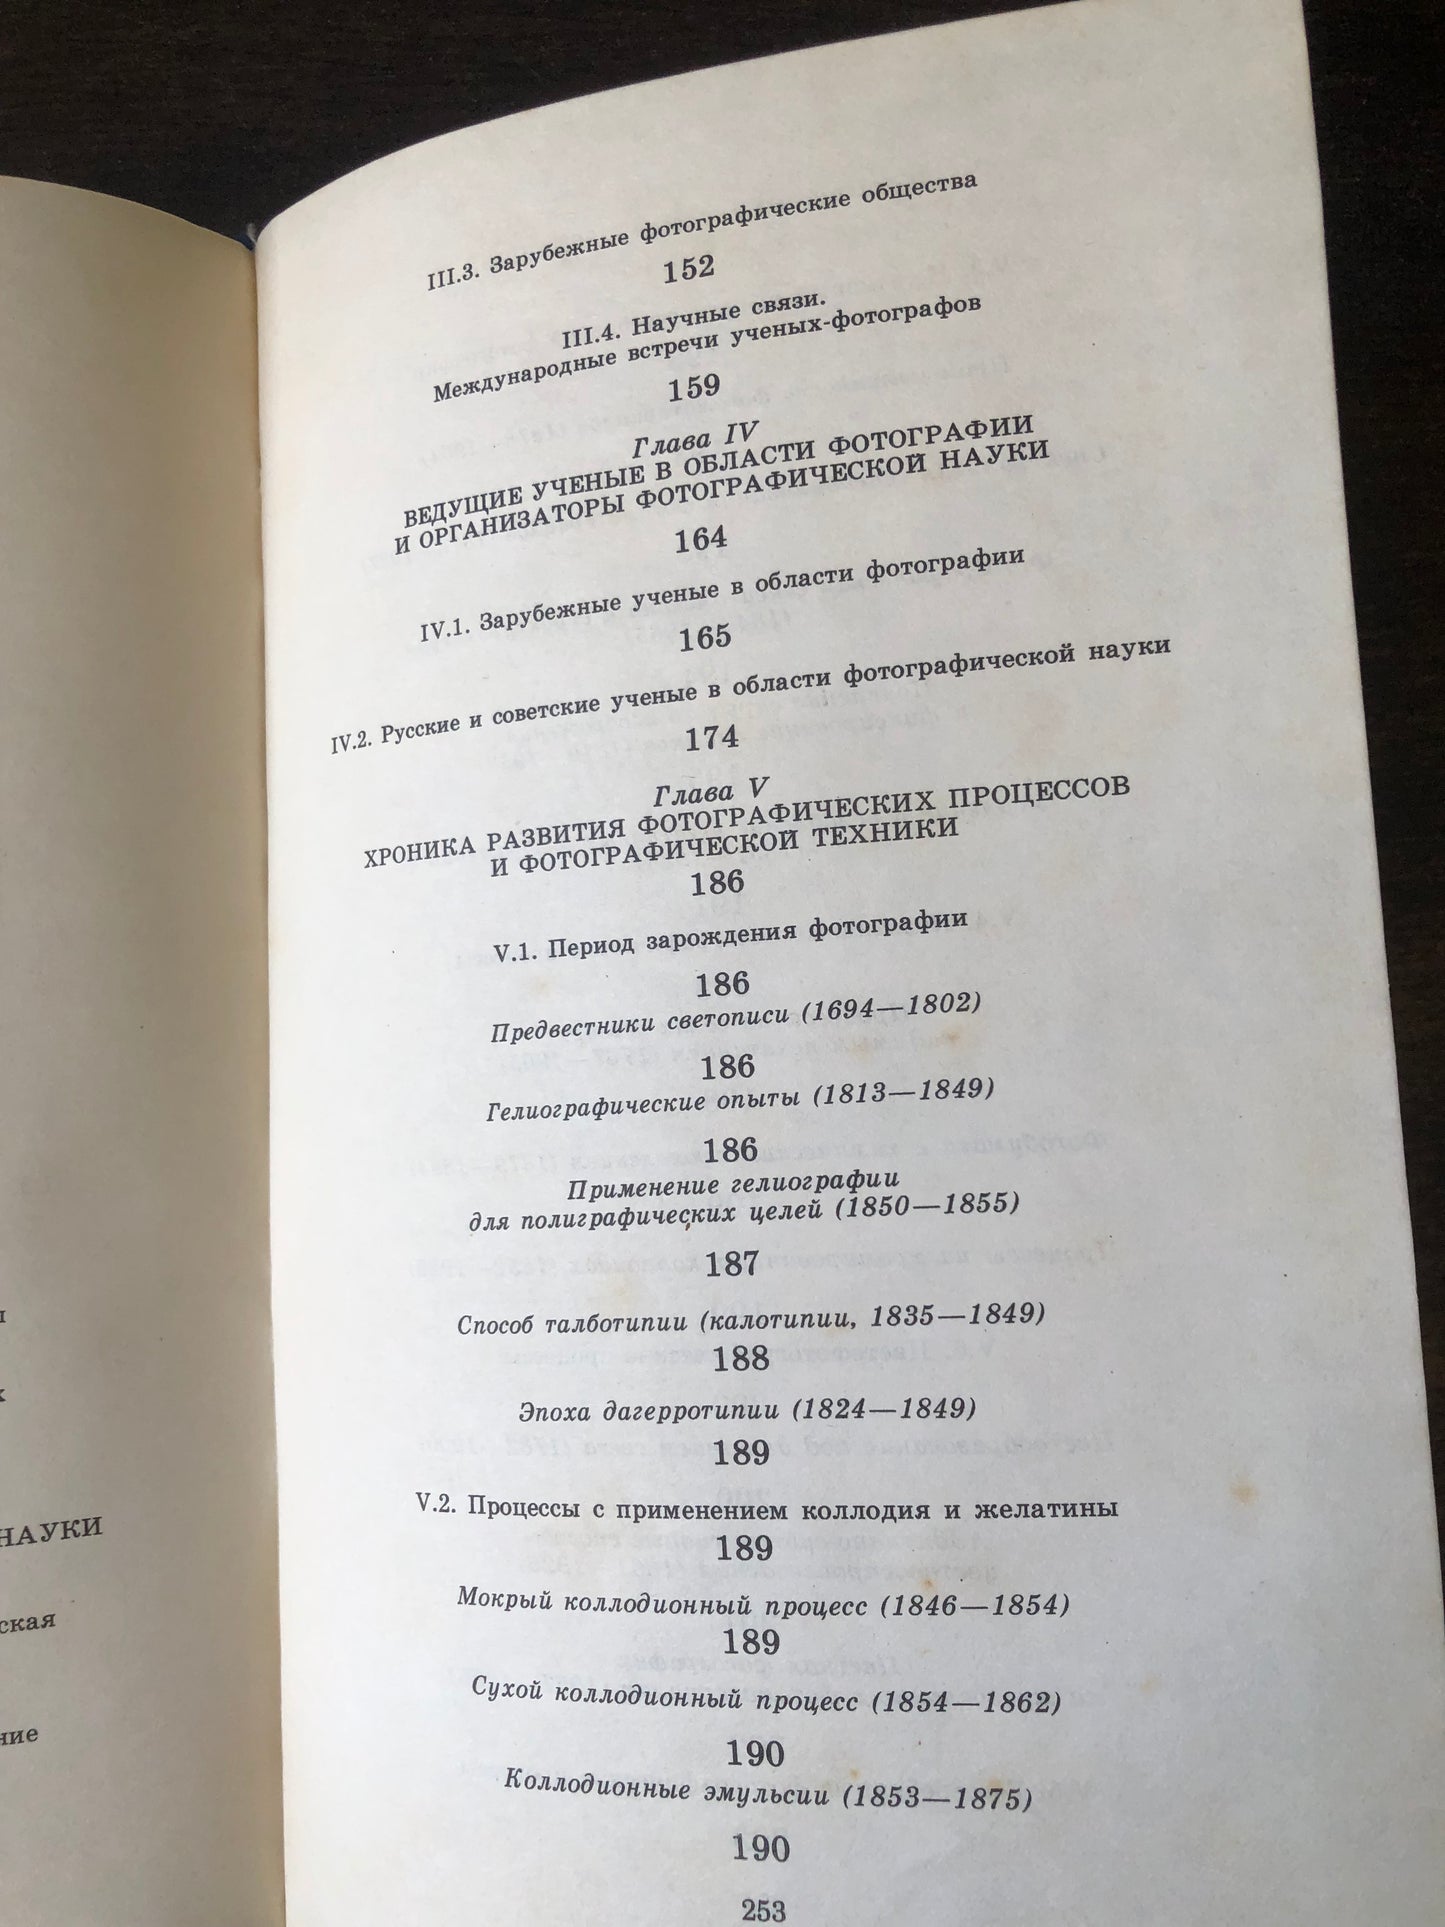 НАУКИ
III.3. Зарубежные фотографические общества
152
III.4. Научные связи.
Международные встречи ученых-фотографов
159
Глава IV
ВЕДУЩИЕ УЧЕНЫЕ В ОБЛАСТИ ФОТОГРАФИИ
И ОРГАНИЗАТОРЫ ФОТОГРАФИЧЕСКОЙ НАУКИ
164
IV.1. Зарубежные ученые в области фотографии
165
IV.2. Русские и советские ученые в области фотографической науки
174
Глава V
ХРОНИКА РАЗВИТИЯ ФОТОГРАФИЧЕСКИХ ПРОЦЕССОВ
И ФОТОГРАФИЧЕСКОЙ ТЕХНИКИ
186
V.1. Период зарождения фотографии
186
Предвестники светописи (1694—1802)
186
Гелиографические опыты (1813—1849)
186
Применение гелиографии
для полиграфических целей (1850—1855)
187
Способ талботипии (калотипии, 1835—1849)
188
Эпоха дагерротипии (1824—1849)
189
V.2. Процессы с применением коллодия и желатины
189
Мокрый коллодионный процесс (1846—1854)
189
Сухой коллодионный процесс (1854—1862)
190
Коллодионные эмульсии (1853—1875)
190
253